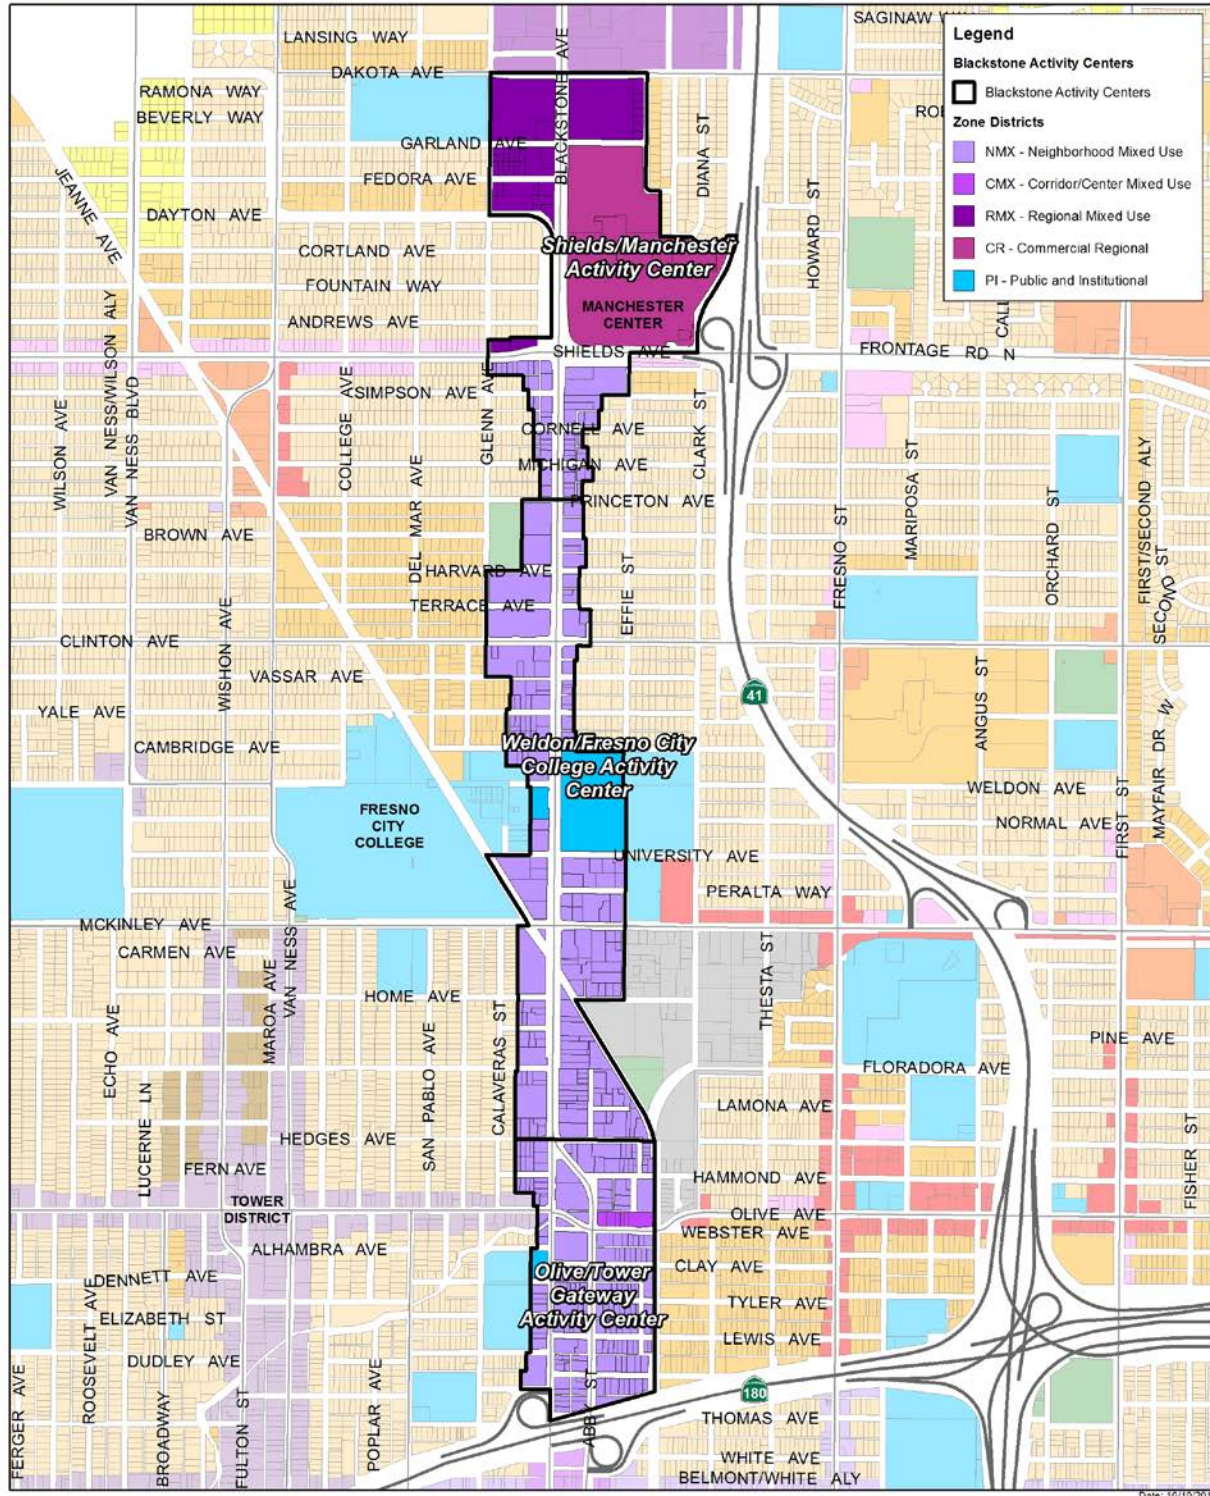 SAGINAW WAY
LANSING WAY
DAKOTA AVE
RAMONA WAY
BEVERLY WAY
GARLAND AVE
FEDORA AVE
BLACKSTONE AVE
DIANA ST
HOWARD ST
JEANNE AVE
DAYTON AVE
CORTLAND AVE
FOUNTAIN WAY
ANDREWS AVE
Legend
Blackstone Activity Centers
Blackstone Activity Centers
Zone Districts
NMX - Neighborhood Mixed Use
CMX - Corridor/Center Mixed Use
RMX - Regional Mixed Use
CR - Commercial Regional
PI - Public and Institutional
Shields/Manchester
Activity Center
MANCHESTER
CENTER
SHIELDS AVE
FRONTAGE RD N
WILSON AVE
VAN NESS/WILSON ALY
VAN NESS BLVD
COLLEGE AVE
SIMPSON AVE
GLENN AVE
CORNELL AVE
MICHIGAN AVE
PRINCETON AVE
CLARK ST
DEL MAR AVE
BROWN AVE
HARVARD AVE
TERRACE AVE
EFFIE ST
FRESNO ST
MARIPOSA ST
ORCHARD ST
FIRST/SECOND ALY
SECOND ST
CLINTON AVE
WISHON AVE
VASSAR AVE
YALE AVE
CAMBRIDGE AVE
41
ANGUS ST
MAYFAIR DR W
Weldon/Fresno City
College Activity
Center
FRESNO
CITY
COLLEGE
WELDON AVE
NORMAL AVE
FIRST ST
UNIVERSITY AVE
PERALTA WAY
MCKINLEY AVE
CARMEN AVE
MAROA AVE
VAN NESS AVE
HOME AVE
ECHO AVE
LUCERNE LN
SAN PABLO AVE
CALAVERAS ST
THESTA ST
PINE AVE
FLORADORA AVE
LAMONA AVE
HEDGES AVE
FERN AVE
HAMMOND AVE
FISHER ST
TOWER
DISTRICT
OLIVE AVE
WEBSTER AVE
ALHAMBRA AVE
CLAY AVE
DENNETT AVE
Olive/Tower
Gateway
Activity Center
TYLER AVE
ELIZABETH ST
LEWIS AVE
DUDLEY AVE
FERGER AVE
ROOSEVELT AVE
BROADWAY
FULTON ST
POPLAR AVE
ABBY ST
180
THOMAS AVE
WHITE AVE
BELMONT/WHITE ALY